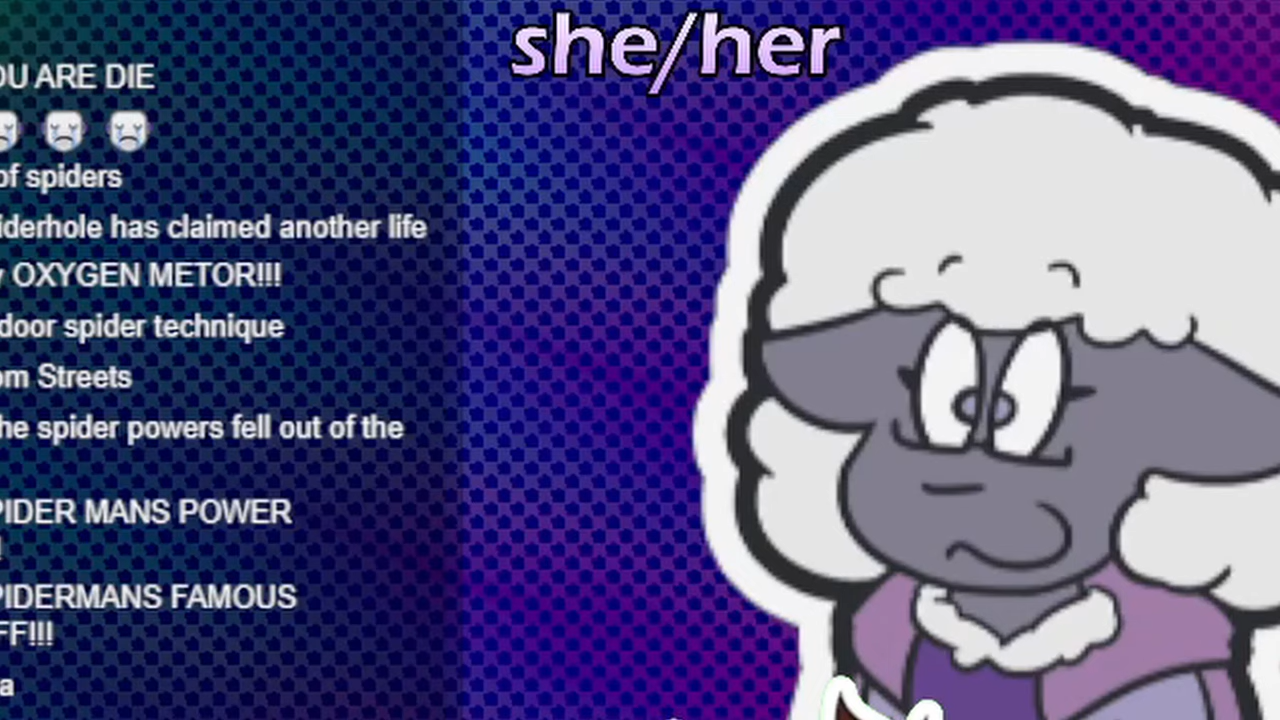 she/her
OU ARE DIE
of spiders
iderhole has claimed another life
OXYGEN METOR!!!
door spider technique
om Streets
he spider powers fell out of the
PIDER MANS POWER
!
PIDERMANS FAMOUS
FF!!!
a